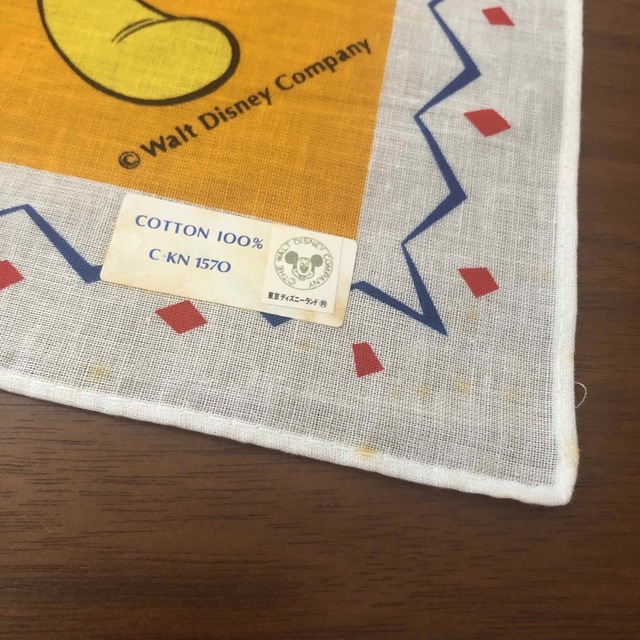 © Walt Disney Company
COTTON 100%
C-KN 1570
©THE WALT DISNEY COMPANY
東京ディズニーランド Ⓗ